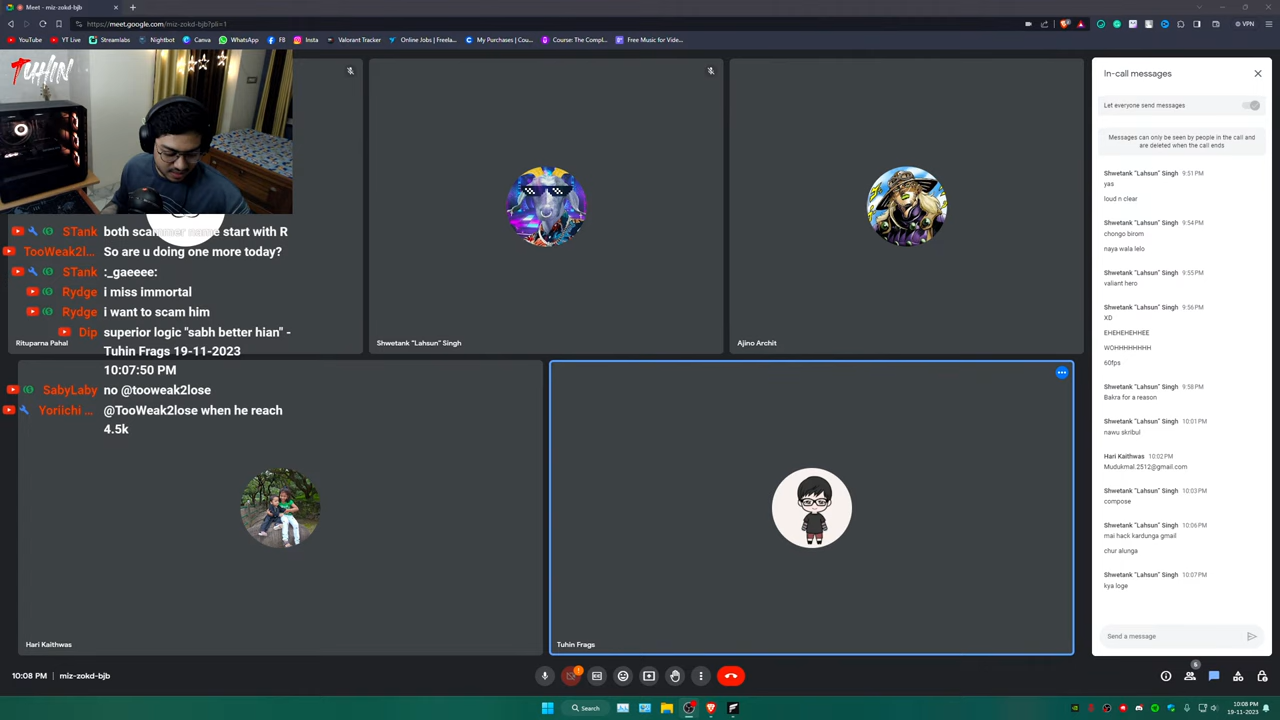 Meet - miz-zokd-bjb
https://meet.google.com/miz-zokd-bjb?pli=1
VPN
YouTube
YT Live
Streamlabs
Nightbot
Canva
WhatsApp
FB
Insta
Valorant Tracker
Online Jobs | Freela...
My Purchases | Cou...
Course: The Compl...
Free Music for Vide...
TUHIN
STank both scammer name start with R
TooWeak2l... So are u doing one more today?
STank :_gaeeee:
Rydge i miss immortal
Rydge i want to scam him
Dip superior logic "sabh better hian" -
Tuhin Frags 19-11-2023
10:07:50 PM
SabyLaby no @tooweak2lose
Yoriichi ... @TooWeak2lose when he reach
4.5k
Rituparna Pahal
Shwetank "Lahsun" Singh
Ajino Archit
Hari Kaithwas
Tuhin Frags
In-call messages
Let everyone send messages
Messages can only be seen by people in the call and
are deleted when the call ends
Shwetank "Lahsun" Singh 9:51 PM
yas
loud n clear
Shwetank "Lahsun" Singh 9:54 PM
chongo birom
naya wala lelo
Shwetank "Lahsun" Singh 9:55 PM
valiant hero
Shwetank "Lahsun" Singh 9:56 PM
XD
EHEHEHEHHEE
WOHHHHHHHH
60fps
Shwetank "Lahsun" Singh 9:58 PM
Bakra for a reason
Shwetank "Lahsun" Singh 10:01 PM
nawu skribul
Hari Kaithwas 10:02 PM
Mudukmal.2512@gmail.com
Shwetank "Lahsun" Singh 10:03 PM
compose
Shwetank "Lahsun" Singh 10:06 PM
mai hack kardunga gmail
chur alunga
Shwetank "Lahsun" Singh 10:07 PM
kya loge
Send a message
10:08 PM miz-zokd-bjb
6
Search
10:08 PM
19-11-2023